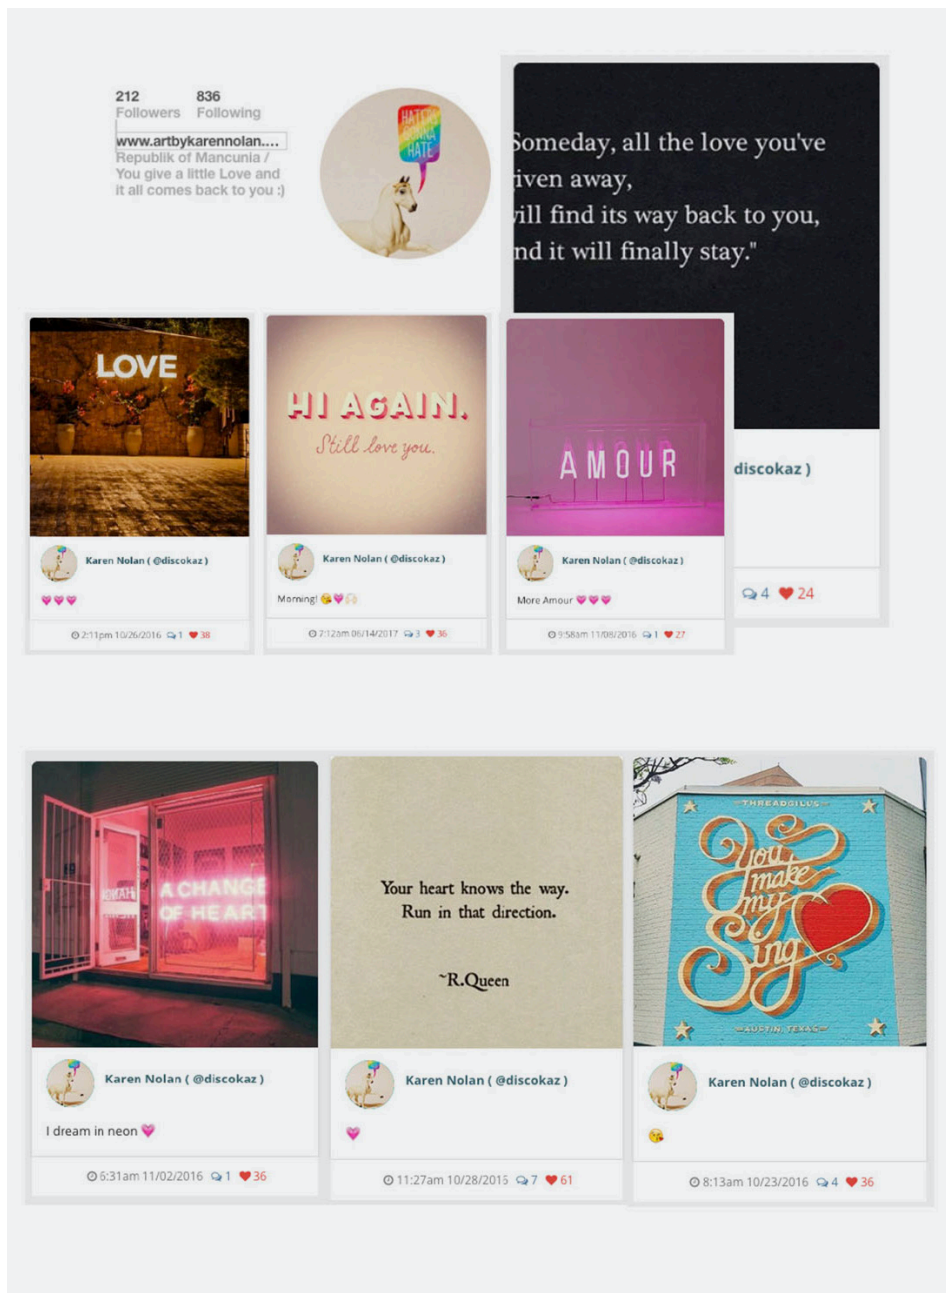 212 836
Followers Following
www.artbykarennolan....
Republik of Mancunia /
You give a little Love and
it all comes back to you :)
HATERS
GONNA
HATE
Someday, all the love you've
given away,
will find its way back to you,
and it will finally stay."
discokaz )
4 24
LOVE
Karen Nolan ( @discokaz )
💗💗💗
2:11pm 10/26/2016 1 38
HI AGAIN.
Still love you.
Karen Nolan ( @discokaz )
Morning! 😘💗🙌🏻
7:12am 06/14/2017 3 36
AMOUR
Karen Nolan ( @discokaz )
More Amour 💗💗💗
9:58am 11/08/2016 1 27
A CHANGE
OF HEART
Karen Nolan ( @discokaz )
I dream in neon 💗
6:31am 11/02/2016 1 36
Your heart knows the way.
Run in that direction.
~R.Queen
Karen Nolan ( @discokaz )
💗
11:27am 10/28/2015 7 61
THREADGILL'S
You
make
my
Sing
AUSTIN, TEXAS
Karen Nolan ( @discokaz )
😘
8:13am 10/23/2016 4 36